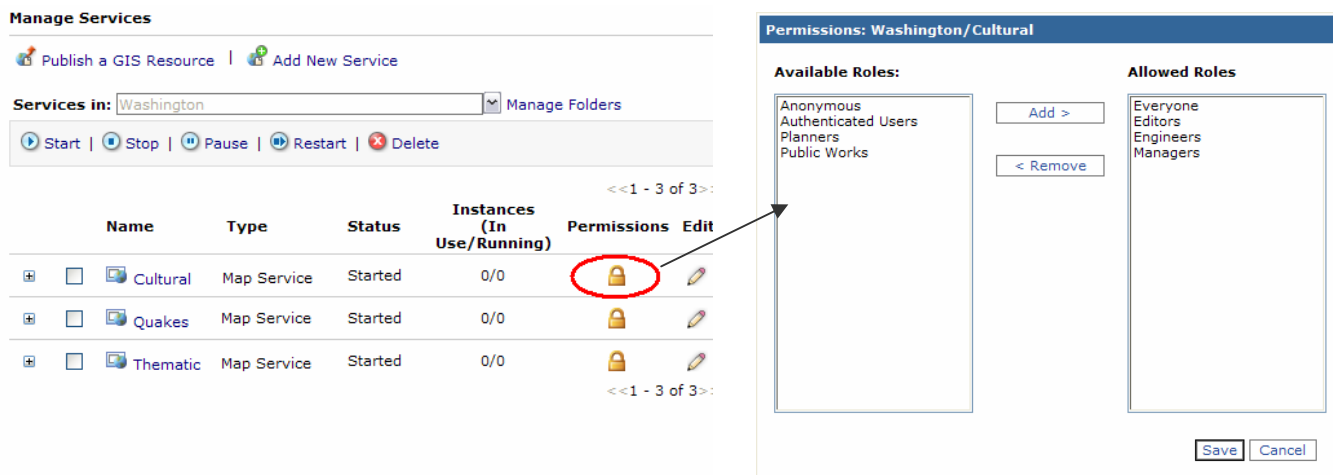 Manage Services
Publish a GIS Resource | Add New Service
Services in: Washington Manage Folders
Start | Stop | Pause | Restart | Delete
<<1 - 3 of 3>:
Name Type Status Instances (In Use/Running) Permissions Edit
Cultural Map Service Started 0/0
Quakes Map Service Started 0/0
Thematic Map Service Started 0/0
<<1 - 3 of 3>:
Permissions: Washington/Cultural
Available Roles:
Anonymous
Authenticated Users
Planners
Public Works
Add >
< Remove
Allowed Roles
Everyone
Editors
Engineers
Managers
Save Cancel